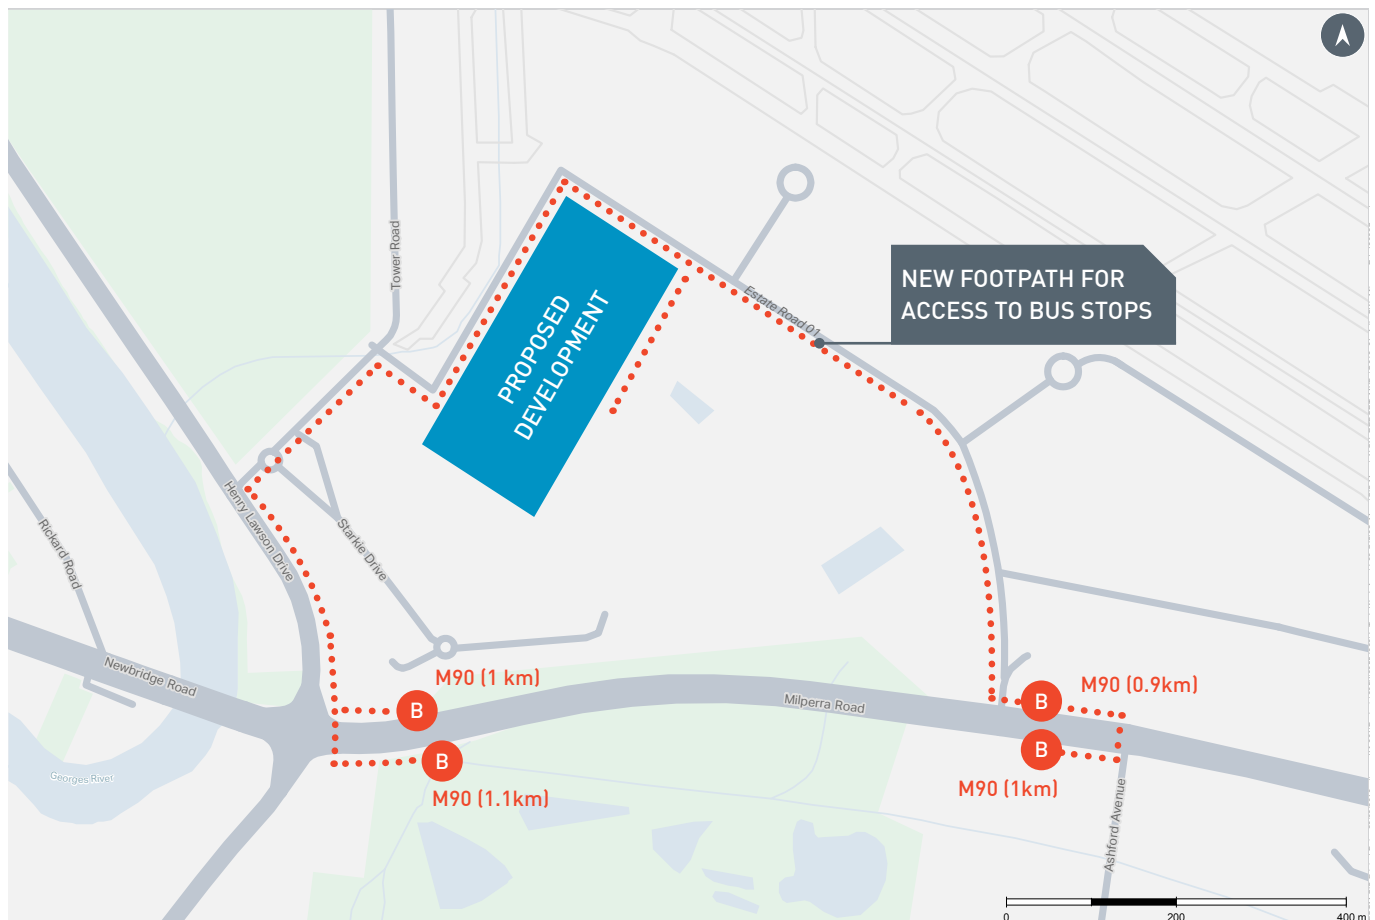 Tower Road
NEW FOOTPATH FOR
ACCESS TO BUS STOPS
Estate Road 01
PROPOSED
DEVELOPMENT
Henry Lawson Drive
Starkie Drive
Rickard Road
Newbridge Road
M90 (1 km)
B
B
M90 (1.1km)
Milperra Road
M90 (0.9km)
B
B
M90 (1km)
Georges River
Ashford Avenue
0
200
400 m